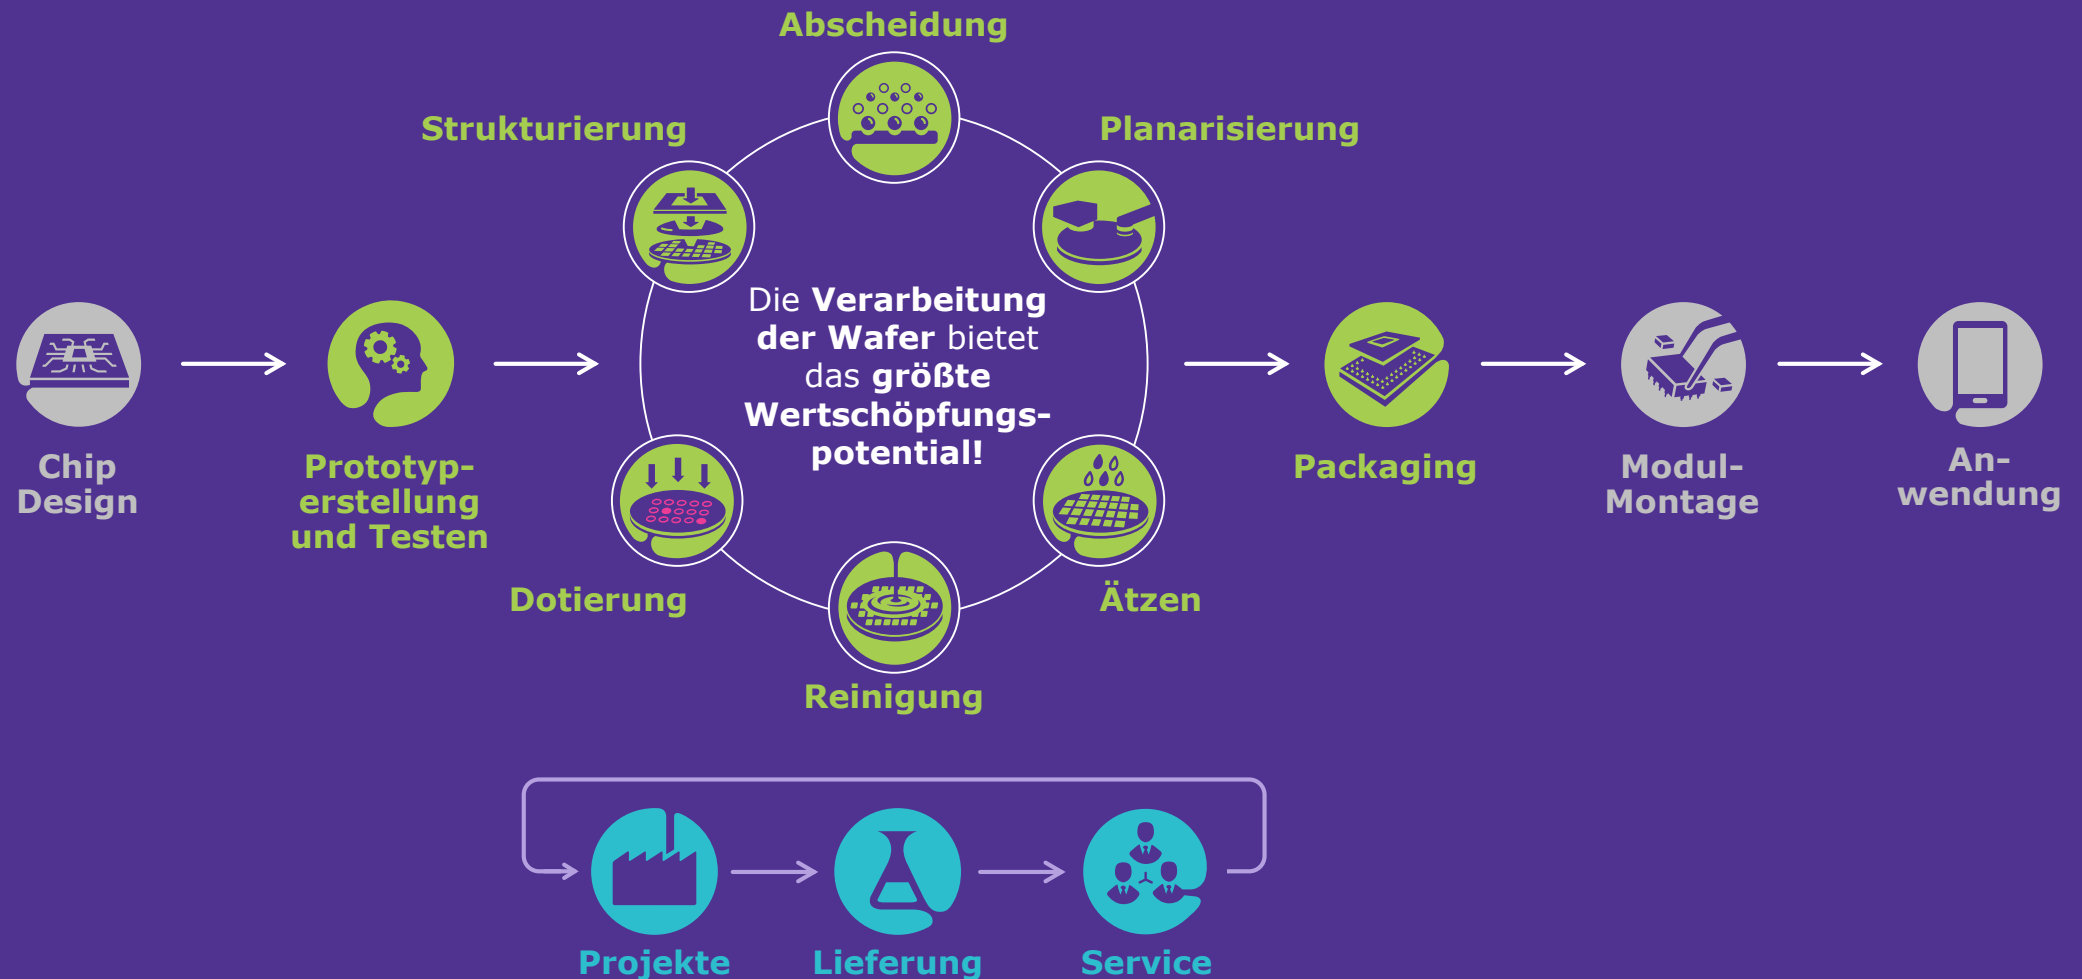 Abscheidung
Strukturierung
Planarisierung
Die Verarbeitung
der Wafer bietet
das größte
Wertschöpfungs-
potential!
Chip
Design
Prototyp-
erstellung
und Testen
Packaging
Modul-
Montage
An-
wendung
Dotierung
Ätzen
Reinigung
Projekte
Lieferung
Service